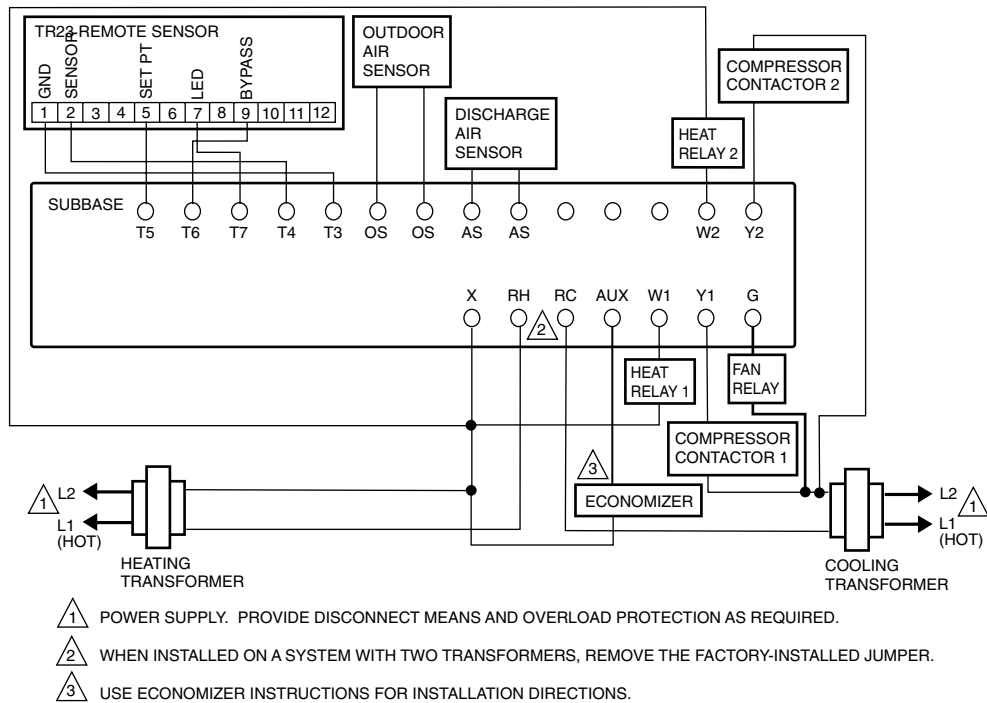 TR23 REMOTE SENSOR
GND
SENSOR
SET PT
LED
BYPASS
1 2 3 4 5 6 7 8 9 10 11 12
OUTDOOR
AIR
SENSOR
DISCHARGE
AIR
SENSOR
HEAT
RELAY 2
COMPRESSOR
CONTACTOR 2
SUBBASE
T5 T6 T7 T4 T3 OS OS AS AS W2 Y2
X RH RC AUX W1 Y1 G
2
HEAT
RELAY 1
FAN
RELAY
COMPRESSOR
CONTACTOR 1
3
ECONOMIZER
1
L2
L1
(HOT)
HEATING
TRANSFORMER
L2
1
L1
(HOT)
COOLING
TRANSFORMER
1 POWER SUPPLY. PROVIDE DISCONNECT MEANS AND OVERLOAD PROTECTION AS REQUIRED.
2 WHEN INSTALLED ON A SYSTEM WITH TWO TRANSFORMERS, REMOVE THE FACTORY-INSTALLED JUMPER.
3 USE ECONOMIZER INSTRUCTIONS FOR INSTALLATION DIRECTIONS.